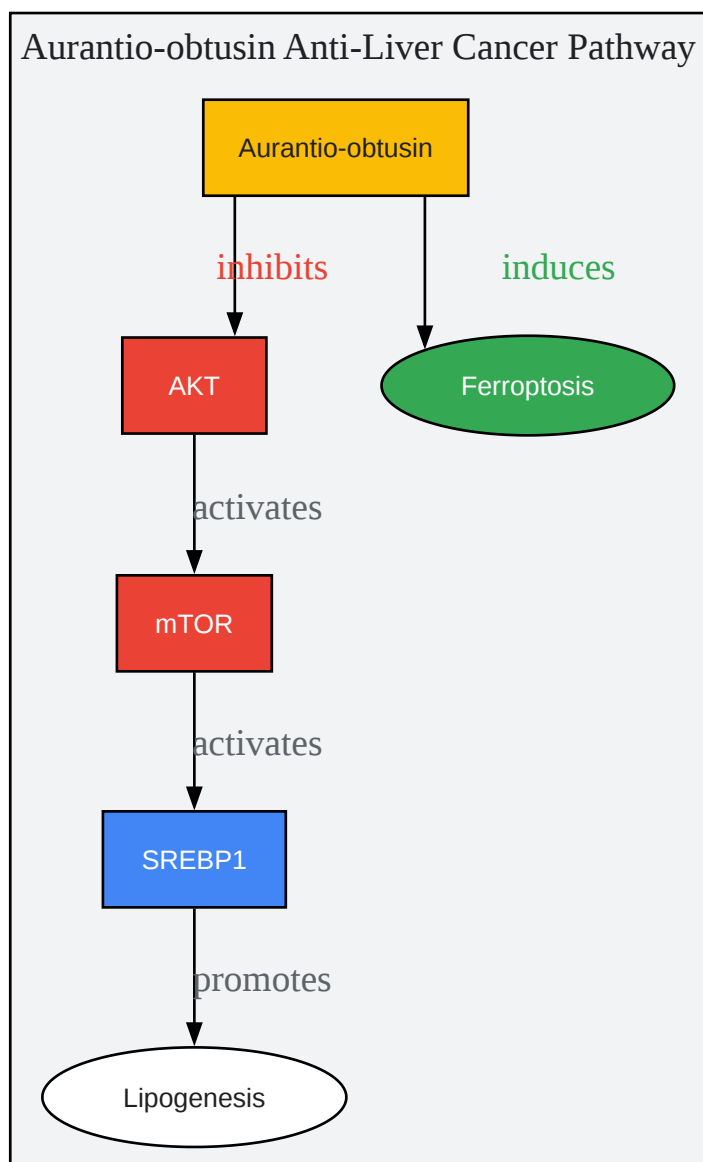 Aurantio-obtusin Anti-Liver Cancer Pathway
Aurantio-obtusin
inhibits
induces
AKT
Ferroptosis
activates
mTOR
activates
SREBP1
promotes
Lipogenesis